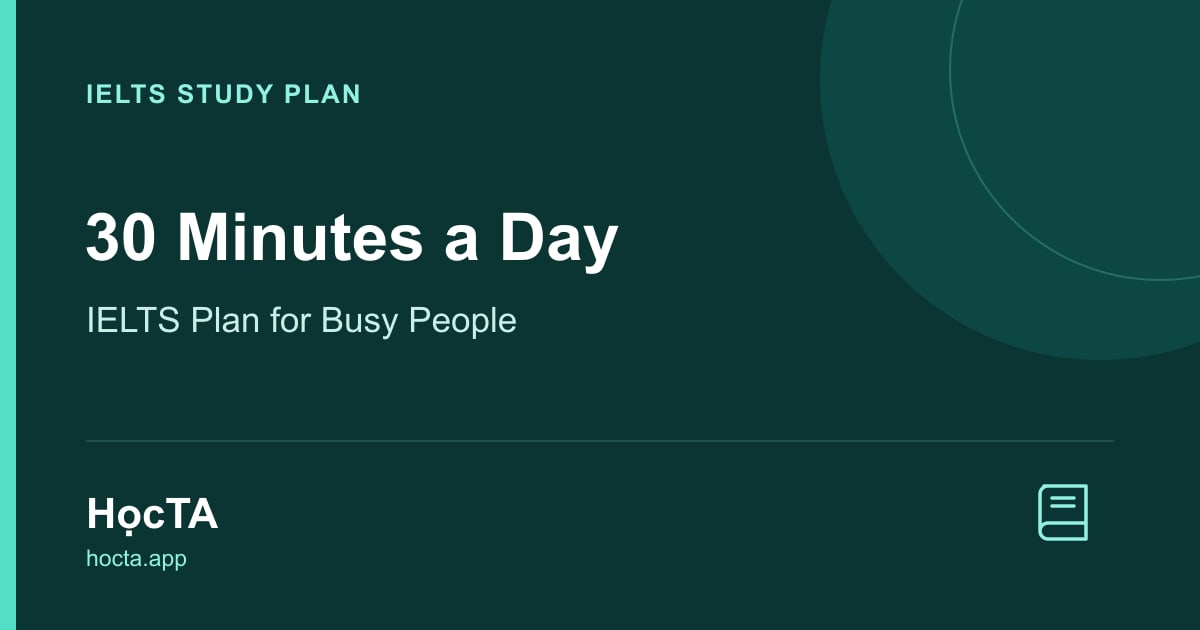 IELTS STUDY PLAN
30 Minutes a Day
IELTS Plan for Busy People
HọcTA
hocta.app